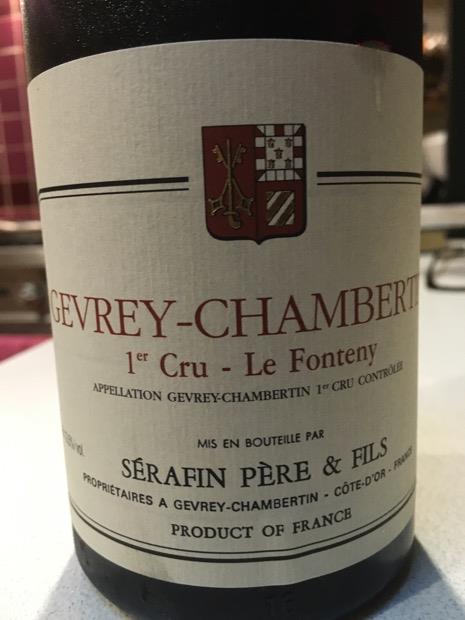 GEVREY-CHAMBERTI
1er Cru - Le Fonteny
APPELLATION GEVREY-CHAMBERTIN 1er CRU CONTRÔLÉE
MIS EN BOUTEILLE PAR
SÉRAFIN PÈRE & FILS
PROPRIÉTAIRES A GEVREY-CHAMBERTIN - CÔTE-D'OR - FRANCE
PRODUCT OF FRANCE